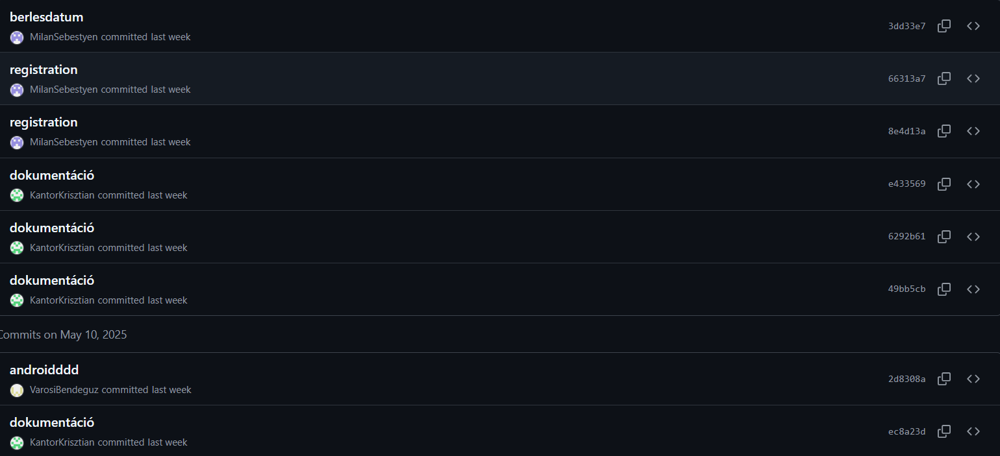 berlesdatum
MilanSebestyen committed last week
3dd33e7
registration
MilanSebestyen committed last week
66313a7
registration
MilanSebestyen committed last week
8e4d13a
dokumentáció
KantorKrisztian committed last week
e433569
dokumentáció
KantorKrisztian committed last week
6292b61
dokumentáció
KantorKrisztian committed last week
49bb5cb
Commits on May 10, 2025
androidddd
VarosiBendeguz committed last week
2d8308a
dokumentáció
KantorKrisztian committed last week
ec8a23d